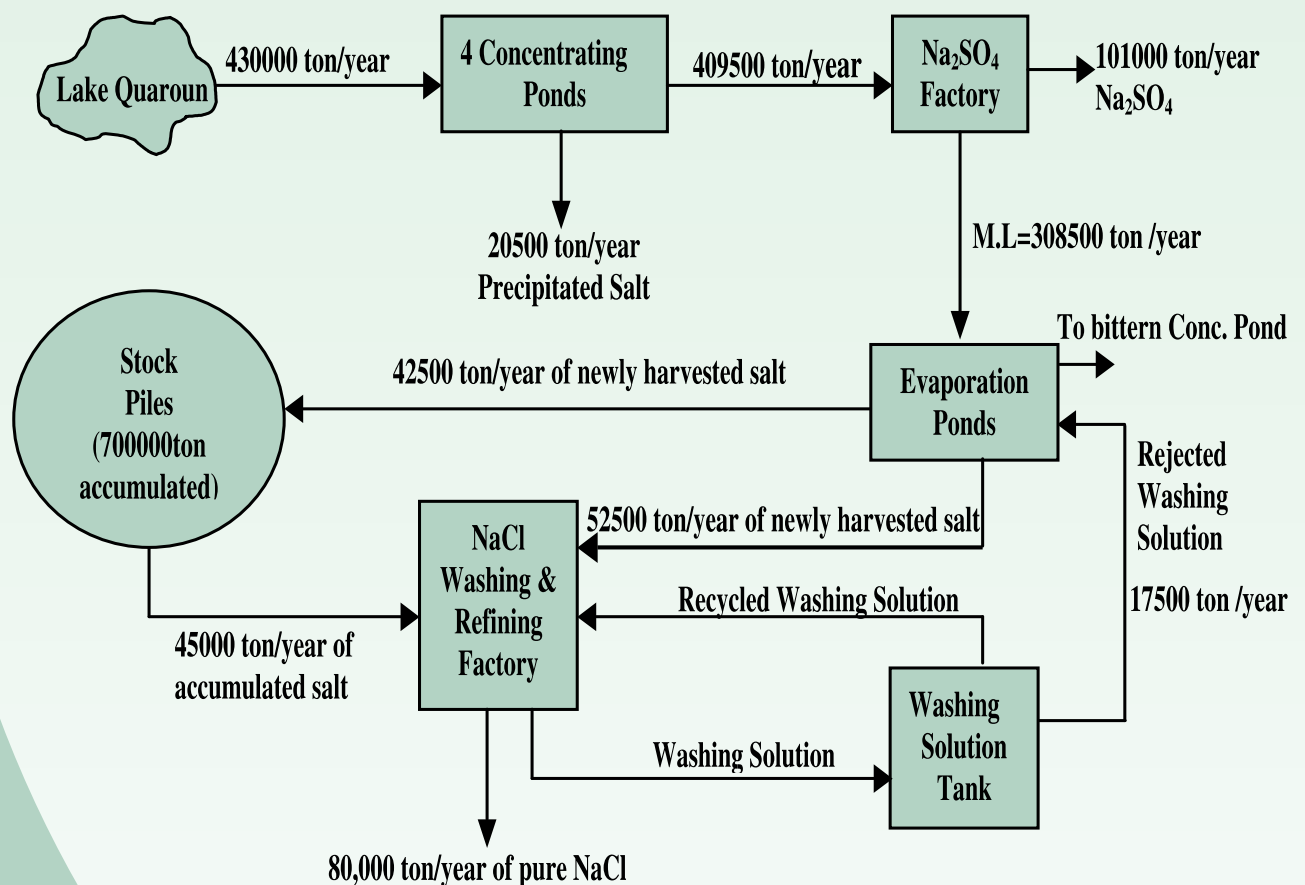 Lake Quaroun
430000 ton/year
4 Concentrating
Ponds
409500 ton/year
Na₂SO₄
Factory
101000 ton/year
Na₂SO₄
20500 ton/year
Precipitated Salt
M.L=308500 ton /year
To bittern Conc. Pond
Stock
Piles
(700000ton
accumulated)
42500 ton/year of newly harvested salt
Evaporation
Ponds
Rejected
Washing
Solution
17500 ton /year
52500 ton/year of newly harvested salt
NaCl
Washing &
Refining
Factory
Recycled Washing Solution
45000 ton/year of
accumulated salt
Washing
Solution
Tank
Washing Solution
80,000 ton/year of pure NaCl